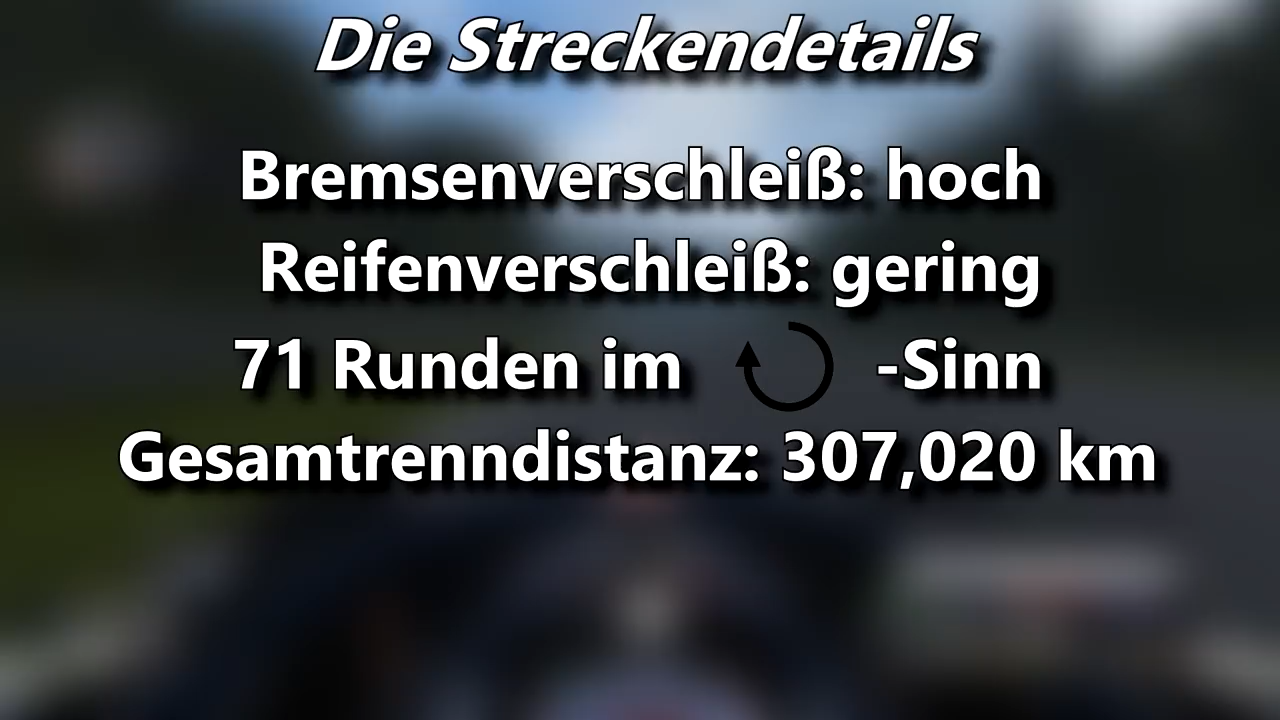 Die Streckendetails
Bremsenverschleiß: hoch
Reifenverschleiß: gering
71 Runden im -Sinn
Gesamtrenndistanz: 307,020 km